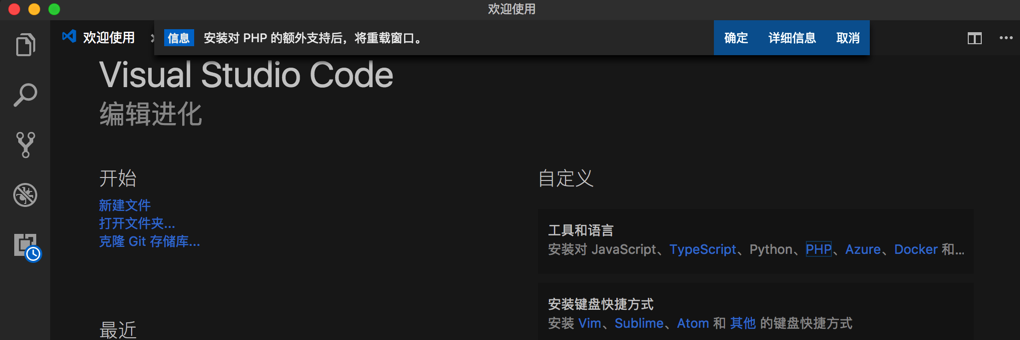 欢迎使用
欢迎使用
信息 安装对 PHP 的额外支持后，将重载窗口。 确定 详细信息 取消
Visual Studio Code
编辑进化
开始
新建文件
打开文件夹...
克隆 Git 存储库...
最近
自定义
工具和语言
安装对 JavaScript、TypeScript、Python、PHP、Azure、Docker 和...
安装键盘快捷方式
安装 Vim、Sublime、Atom 和 其他 的键盘快捷方式